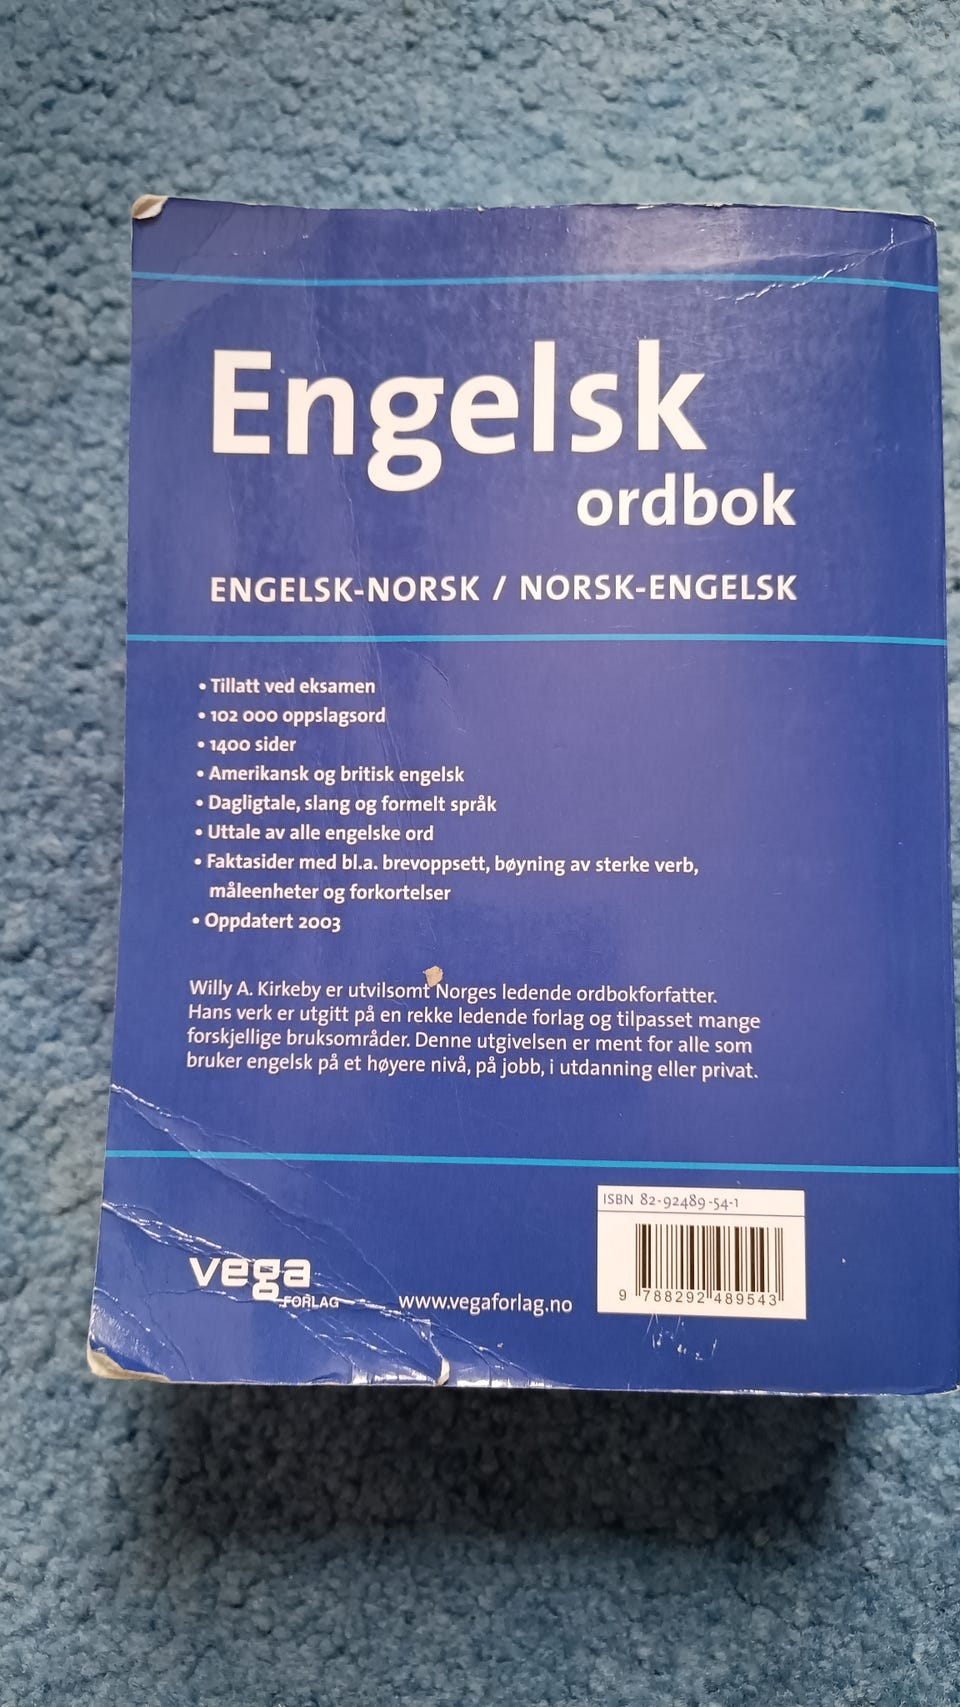 Engelsk
ordbok
ENGELSK-NORSK / NORSK-ENGELSK
• Tillatt ved eksamen
• 102 000 oppslagsord
• 1400 sider
• Amerikansk og britisk engelsk
• Dagligtale, slang og formelt språk
• Uttale av alle engelske ord
• Faktasider med bl.a. brevoppsett, bøyning av sterke verb,
måleenheter og forkortelser
• Oppdatert 2003
Willy A. Kirkeby er utvilsomt Norges ledende ordbokforfatter.
Hans verk er utgitt på en rekke ledende forlag og tilpasset mange
forskjellige bruksområder. Denne utgivelsen er ment for alle som
bruker engelsk på et høyere nivå, på jobb, i utdanning eller privat.
ISBN 82-92489-54-1
9 788292 489543
vega
FORLAG
www.vegaforlag.no